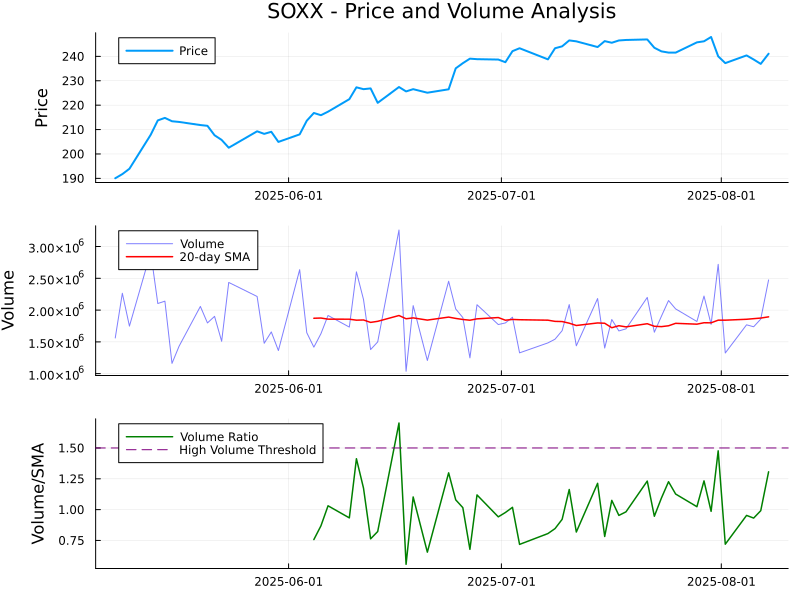 SOXX - Price and Volume Analysis
Price
240
230
220
210
200
190
Price
2025-06-01
2025-07-01
2025-08-01
Volume
20-day SMA
3.00×10⁶
2.50×10⁶
2.00×10⁶
1.50×10⁶
1.00×10⁶
Volume
2025-06-01
2025-07-01
2025-08-01
Volume Ratio
High Volume Threshold
1.50
1.25
1.00
0.75
Volume/SMA
2025-06-01
2025-07-01
2025-08-01